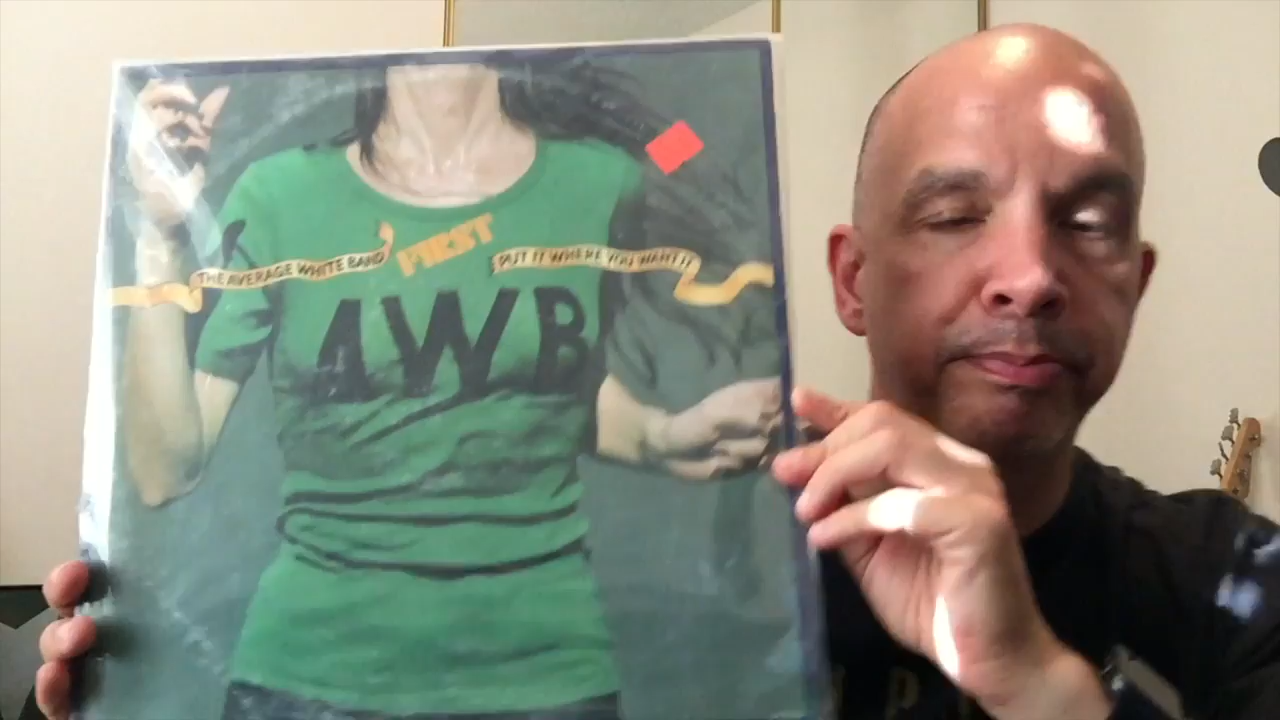 THE AVERAGE WHITE BAND
FIRST
PUT IT WHERE YOU WANT IT
AWB